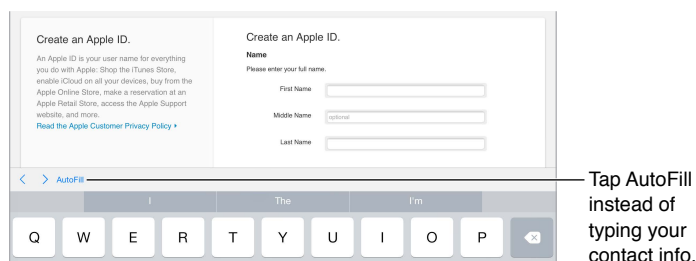 Create an Apple ID.
An Apple ID is your user name for everything
you do with Apple: Shop the iTunes Store,
enable iCloud on all your devices, buy from the
Apple Online Store, make a reservation at an
Apple Retail Store, access the Apple Support
website, and more.
Read the Apple Customer Privacy Policy
Create an Apple ID.
Name
Please enter your full name.
First Name
Middle Name optional
Last Name
AutoFill
I The I'm
Q W E R T Y U I O P
Tap AutoFill
instead of
typing your
contact info.